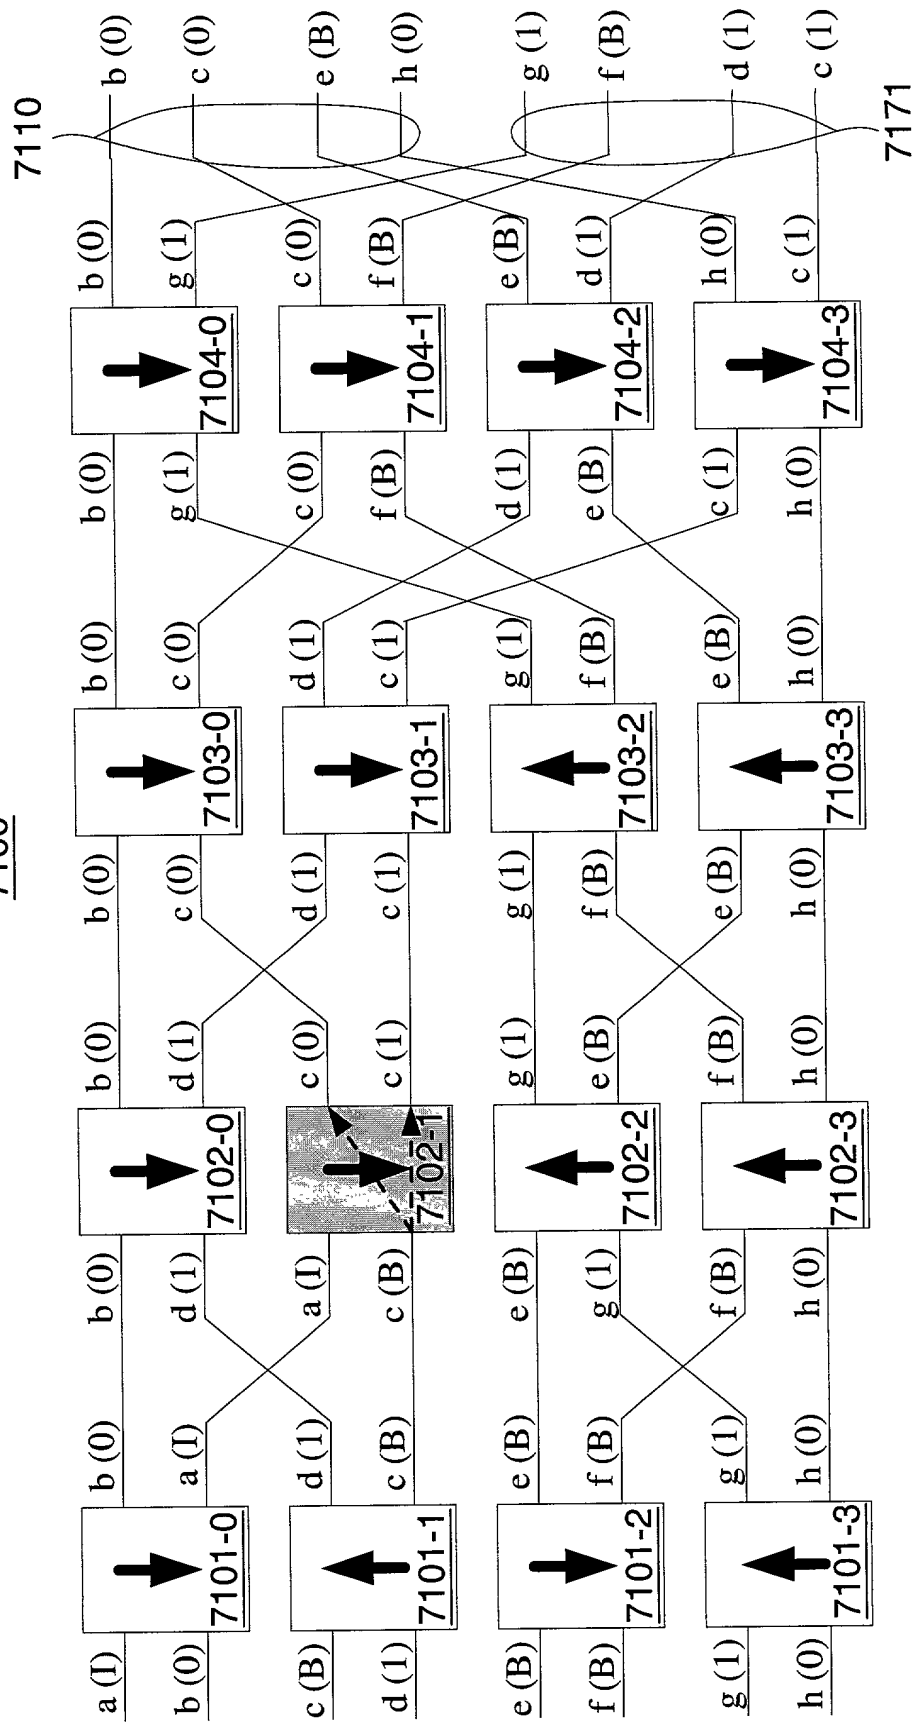 7110
a (I) b (0) b (0) b (0) b (0) b (0) b (0) b (0) b (0)
b (0) a (I) d (1) d (1) c (0) c (0) g (1) g (1) c (0)
7101-0 7102-0 7103-0 7104-0
c (B) d (1) a (I) c (0) d (1) d (1) c (0) c (0) e (B)
d (1) c (B) c (B) c (1) c (1) c (1) f (B) f (B) h (0)
7101-1 7102-1 7103-1 7104-1
e (B) e (B) e (B) g (1) g (1) g (1) d (1) e (B) g (1)
f (B) f (B) g (1) e (B) f (B) f (B) e (B) d (1) f (B)
7101-2 7102-2 7103-2 7104-2
g (1) g (1) f (B) f (B) e (B) e (B) c (1) h (0) d (1)
h (0) h (0) h (0) h (0) h (0) h (0) h (0) c (1) c (1)
7101-3 7102-3 7103-3 7104-3
7171